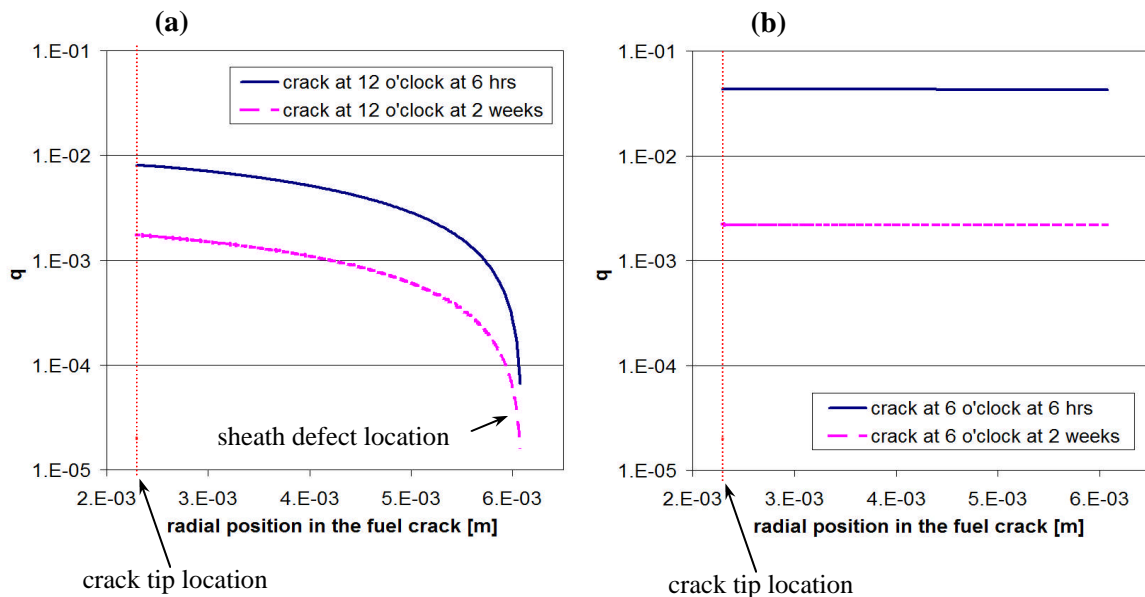 (a)
1.E-01
1.E-02
1.E-03
1.E-04
1.E-05
q
crack at 12 o'clock at 6 hrs
crack at 12 o'clock at 2 weeks
sheath defect location
2.E-03 3.E-03 4.E-03 5.E-03 6.E-03
radial position in the fuel crack [m]
crack tip location
(b)
1.E-01
1.E-02
1.E-03
1.E-04
1.E-05
q
crack at 6 o'clock at 6 hrs
crack at 6 o'clock at 2 weeks
2.E-03 3.E-03 4.E-03 5.E-03 6.E-03
radial position in the fuel crack [m]
crack tip location